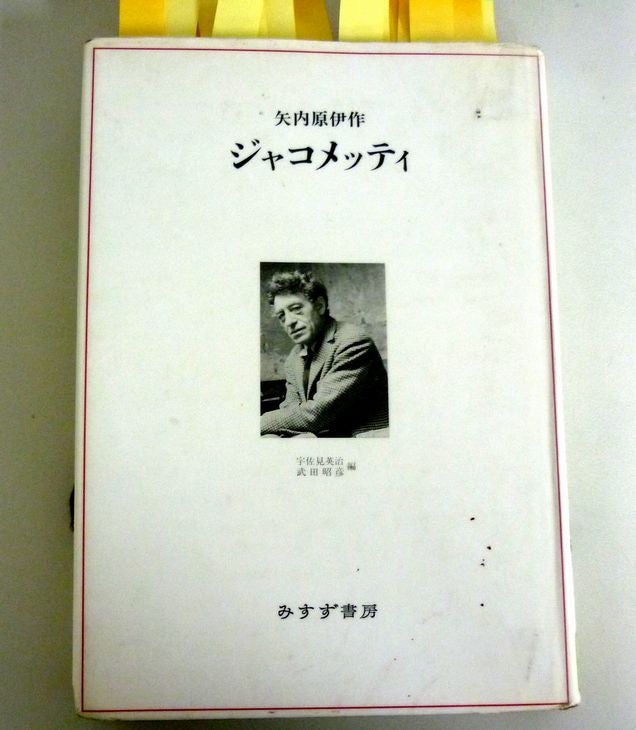 矢内原伊作
ジャコメッティ
宇佐見英治
武田昭彦
編
みすず書房